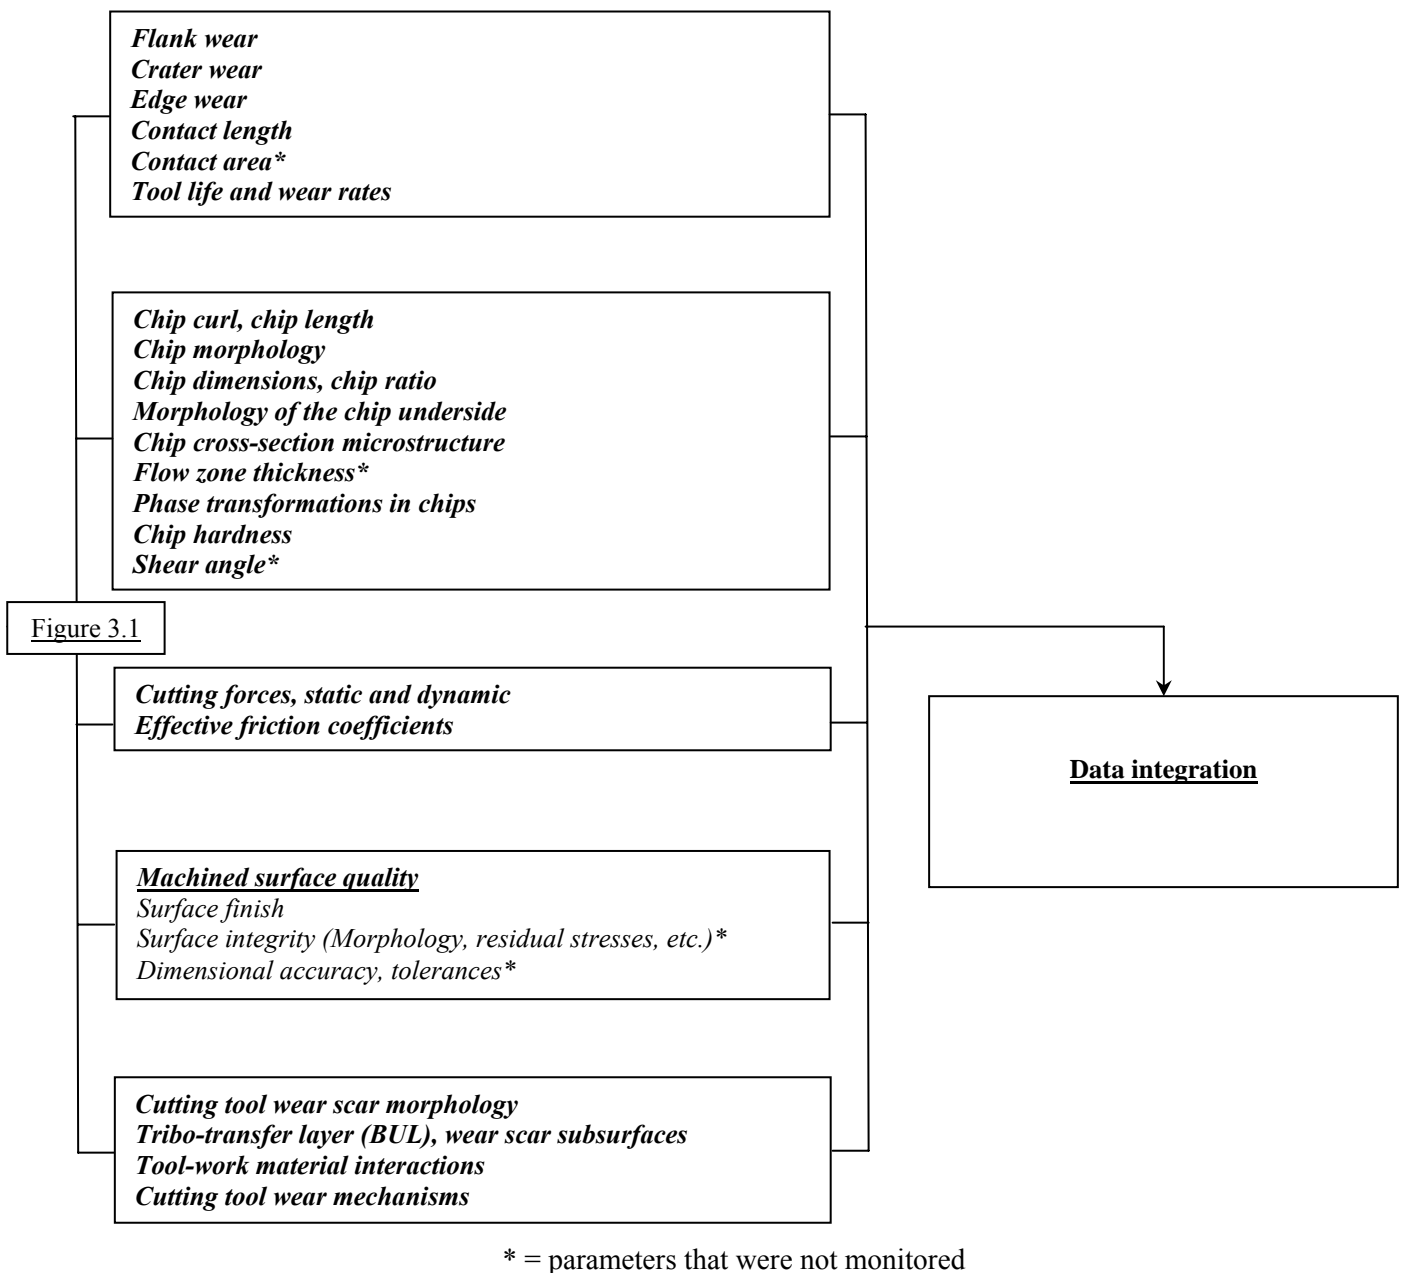 Flank wear
Crater wear
Edge wear
Contact length
Contact area*
Tool life and wear rates
Chip curl, chip length
Chip morphology
Chip dimensions, chip ratio
Morphology of the chip underside
Chip cross-section microstructure
Flow zone thickness*
Phase transformations in chips
Chip hardness
Shear angle*
Figure 3.1
Cutting forces, static and dynamic
Effective friction coefficients
Data integration
Machined surface quality
Surface finish
Surface integrity (Morphology, residual stresses, etc.)*
Dimensional accuracy, tolerances*
Cutting tool wear scar morphology
Tribo-transfer layer (BUL), wear scar subsurfaces
Tool-work material interactions
Cutting tool wear mechanisms
* = parameters that were not monitored